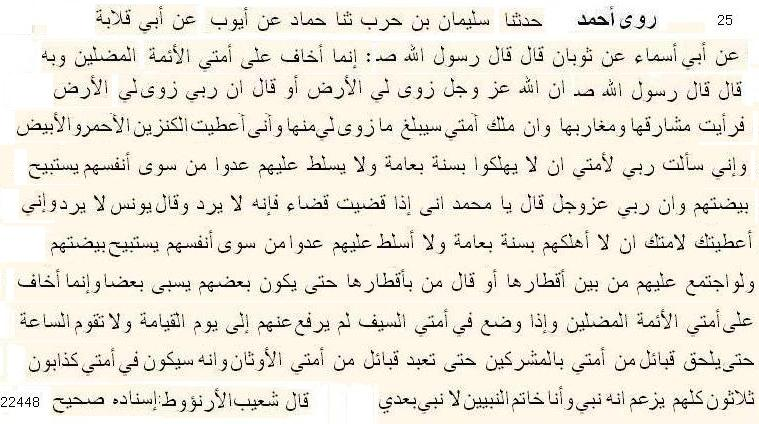 25 روى أحمد حدثنا سليمان بن حرب ثنا حماد عن أيوب عن أبي قلابة
عن أبي أسماء عن ثوبان قال قال رسول الله صـ: إنما أخاف على أمتي الأئمة المضلين وبه
قال قال رسول الله صـ ان الله عز وجل زوى لي الأرض أو قال ان ربي زوى لي الأرض
فرأيت مشارقها ومغاربها وان ملك أمتي سيبلغ ما زوى لي منها وأنى أعطيت الكنزين الأحمر والأبيض
وإني سألت ربي لأمتي ان لا يهلكوا بسنة بعامة ولا يسلط عليهم عدوا من سوى أنفسهم يستبيح
بيضتهم وان ربي عزوجل قال يا محمد انى إذا قضيت قضاء فإنه لا يرد وقال يونس لا يرد وإني
أعطيتك لامتك ان لا أهلكهم بسنة بعامة ولا أسلط عليهم عدوا من سوى أنفسهم يستبيح بيضتهم
ولو اجتمع عليهم من بين أقطارها أو قال من بأقطارها حتى يكون بعضهم يسبى بعضا وإنما أخاف
على أمتي الأئمة المضلين وإذا وضع في أمتي السيف لم يرفع عنهم إلى يوم القيامة ولا تقوم الساعة
حتى يلحق قبائل من أمتي بالمشركين حتى تعبد قبائل من أمتي الأوثان وانه سيكون في أمتي كذابون
ثلاثون كلهم يزعم انه نبي وأنا خاتم النبيين لا نبي بعدي قال شعيب الأرنؤوط: إسناده صحيح 22448